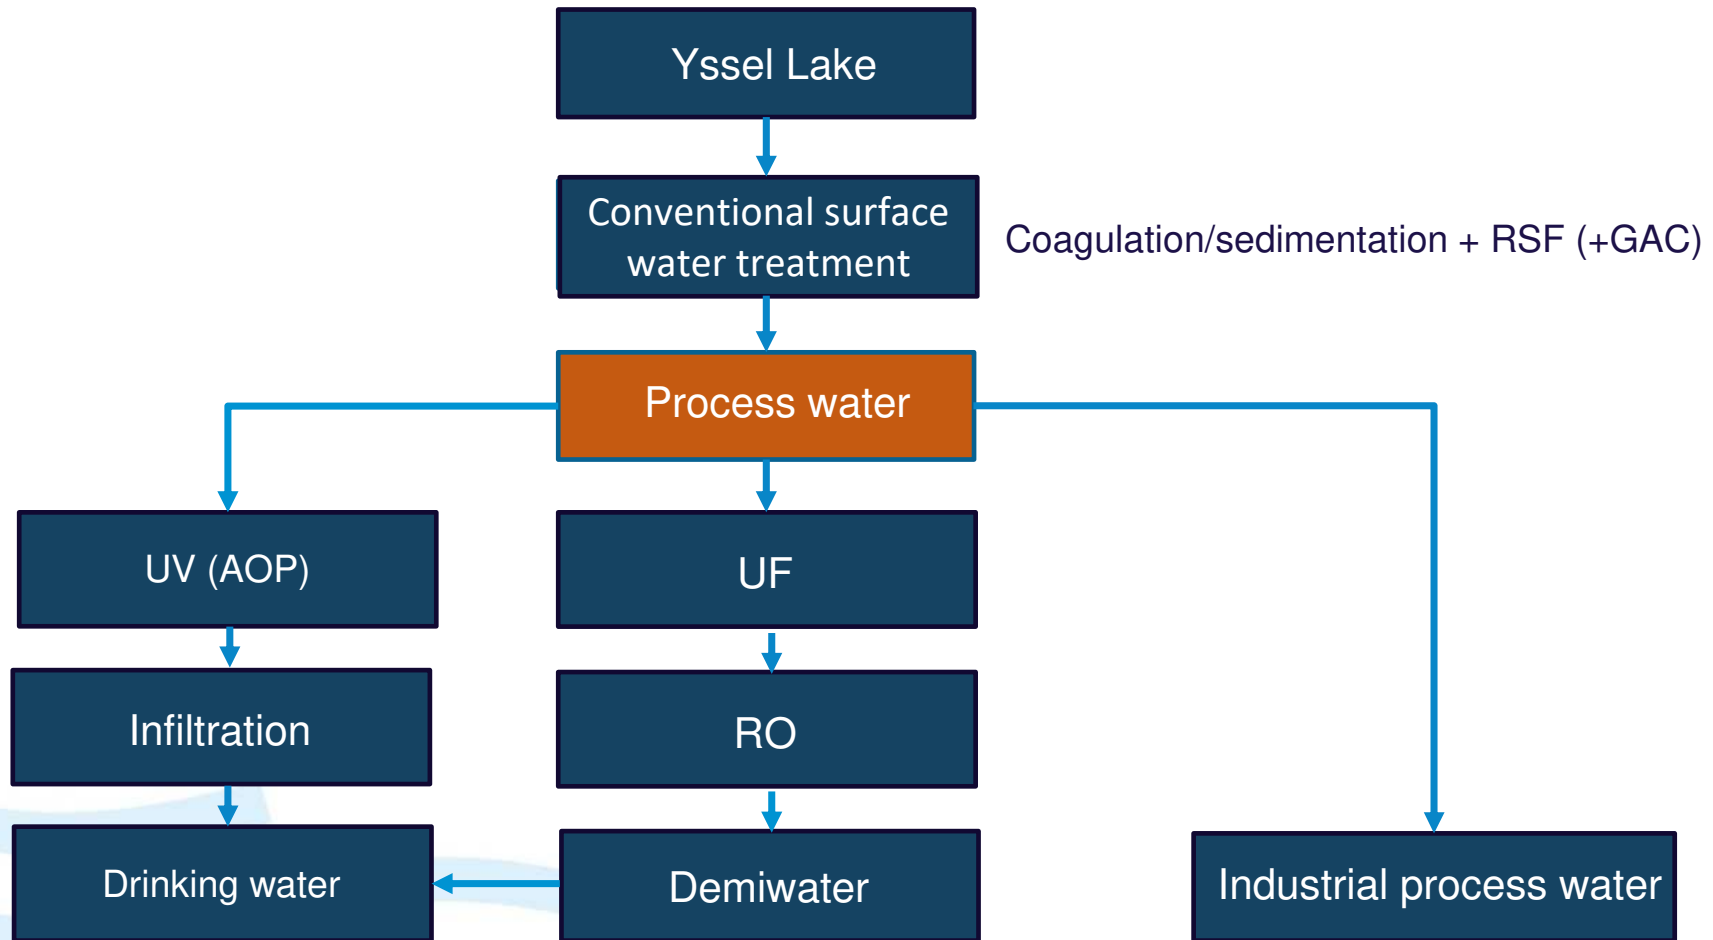 Yssel Lake
Conventional surface
water treatment
Coagulation/sedimentation + RSF (+GAC)
Process water
UV (AOP)
UF
Infiltration
RO
Drinking water
Demiwater
Industrial process water